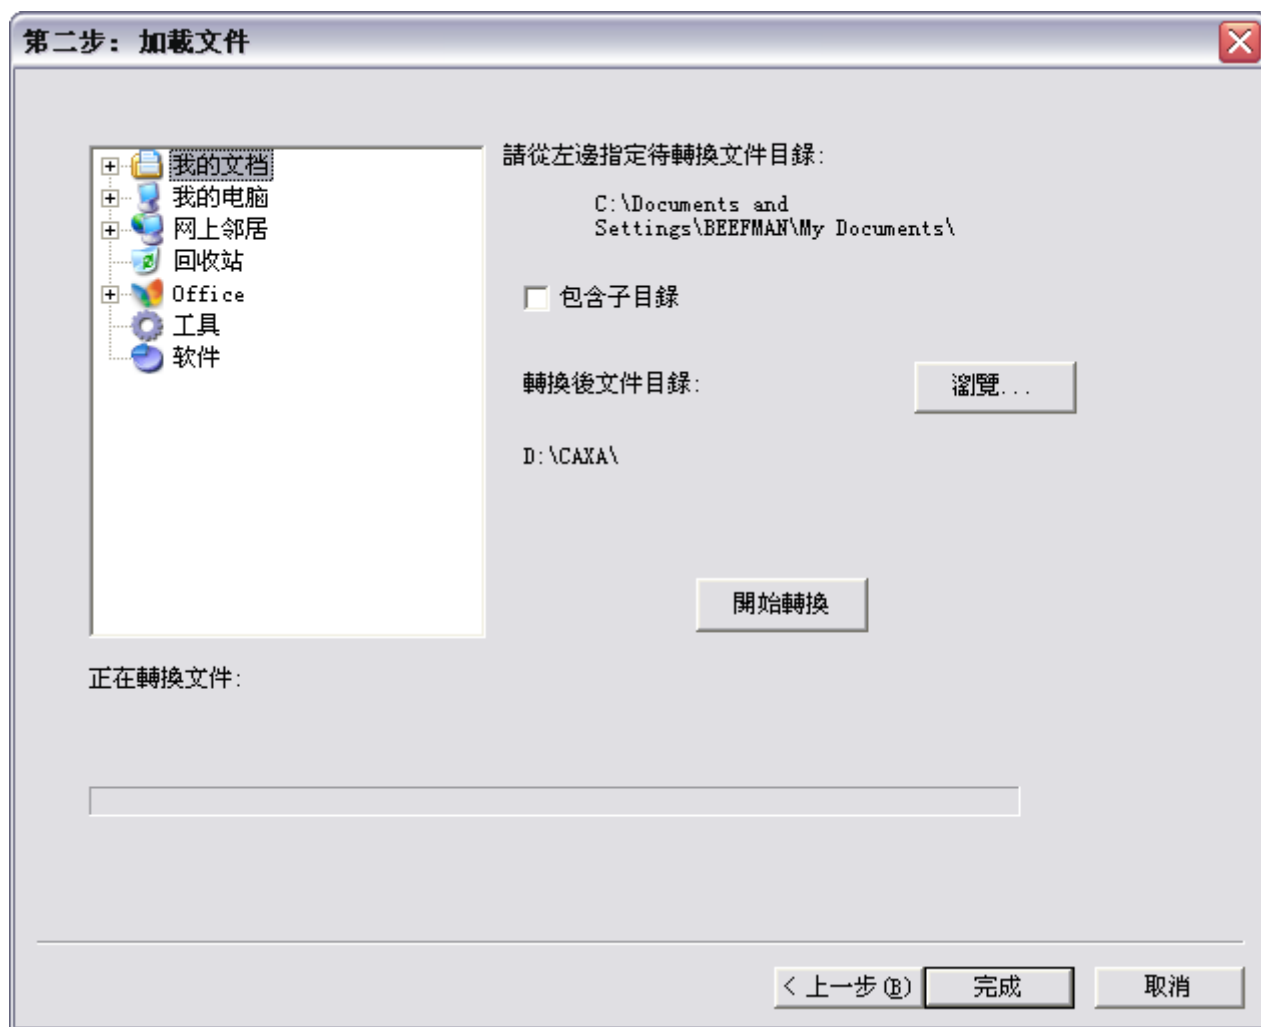 第二步：加載文件
我的文档
我的电脑
网上邻居
回收站
Office
工具
软件
請從左邊指定待轉換文件目錄:
C:\Documents and
Settings\BEEFMAN\My Documents\
包含子目錄
轉換後文件目錄:
瀏覽...
D:\CAXA\
開始轉換
正在轉換文件:
< 上一步(B)
完成
取消